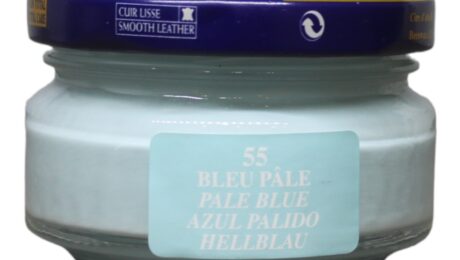 CUIR LISSE
SMOOTH LEATHER
55
BLEU PÂLE
PALE BLUE
AZUL PALIDO
HELLBLAU